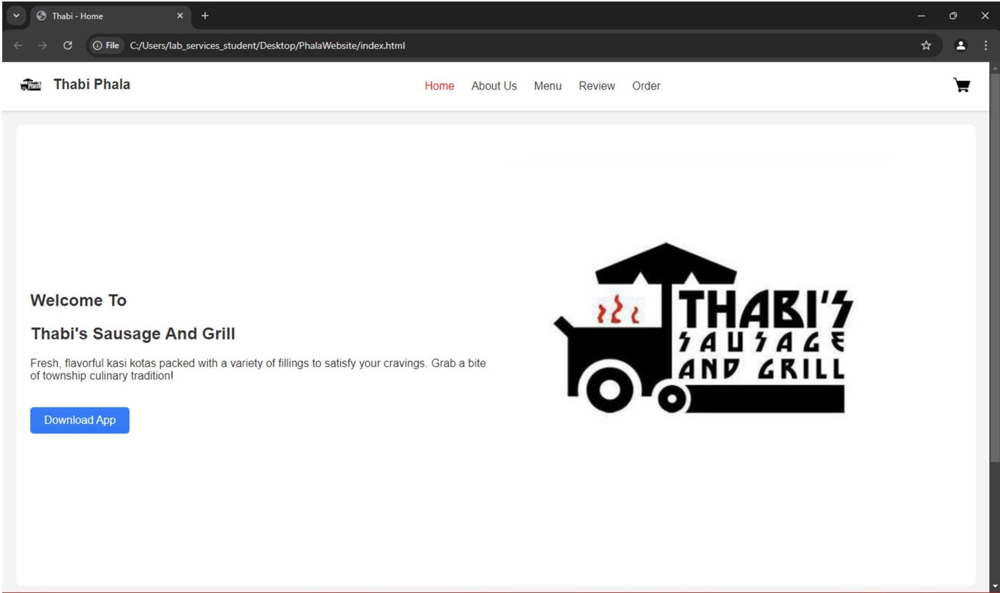 Thabi - Home
File C:/Users/lab_services_student/Desktop/PhalaWebsite/index.html
Thabi Phala
Home About Us Menu Review Order
Welcome To
Thabi's Sausage And Grill
Fresh, flavorful kasi kotas packed with a variety of fillings to satisfy your cravings. Grab a bite
of township culinary tradition!
Download App
THABI'S
SAUSAGE
AND GRILL